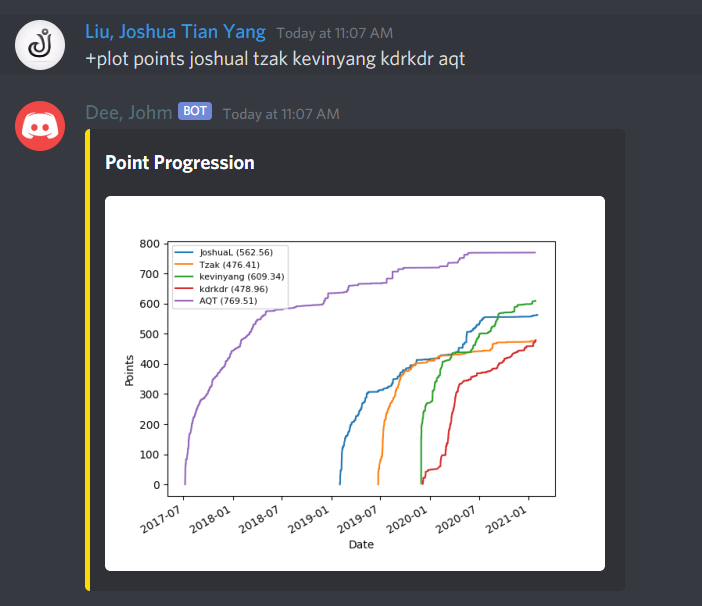 Liu, Joshua Tian Yang Today at 11:07 AM
+plot points joshual tzak kevinyang kdrkdr aqt
Dee, Johm BOT Today at 11:07 AM
Point Progression
JoshuaL (562.56)
Tzak (476.41)
kevinyang (609.34)
kdrkdr (478.96)
AQT (769.51)
800
700
600
500
400
300
200
100
0
Points
2017-07
2018-01
2018-07
2019-01
2019-07
2020-01
2020-07
2021-01
Date